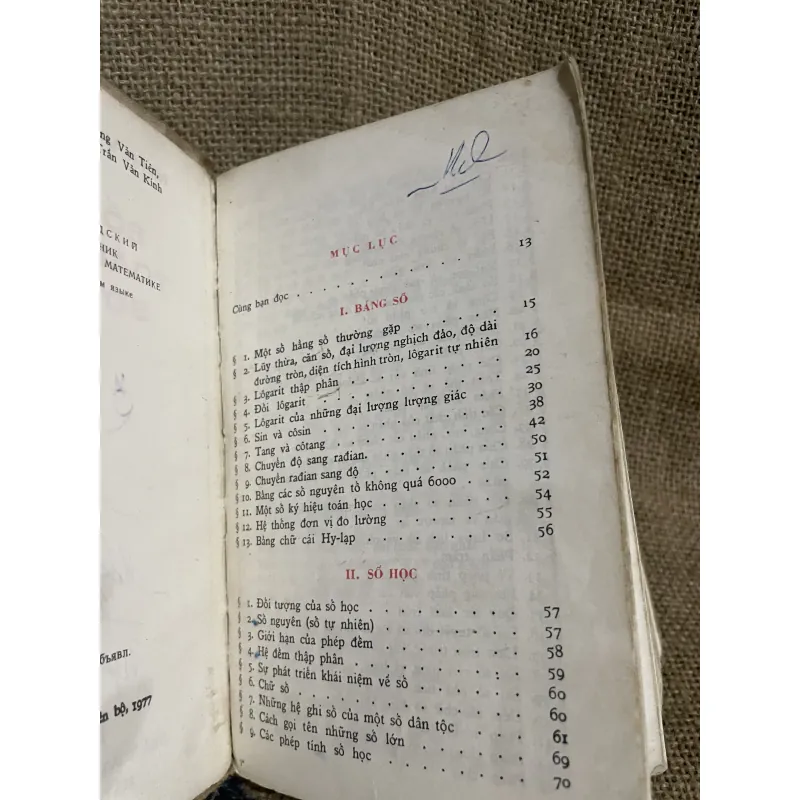 Văn Tiến,
Trần Văn Kinh
МАТЕМАТИКЕ
языке
бъявл.
bộ, 1977
MỤC LỤC
Cùng bạn đọc . . . . . . . . . . . 13
I. BẢNG SỐ
§ 1. Một số hằng số thường gặp . . . . . . 15
§ 2. Lũy thừa, căn số, đại lượng nghịch đảo, độ dài
đường tròn, diện tích hình tròn, lôgarit tự nhiên 16
§ 3. Lôgarit thập phân . . . . . . . . . 20
§ 4. Đối lôgarit . . . . . . . . . . 25
§ 5. Lôgarit của những đại lượng lượng giác . . 30
§ 6. Sin và côsin . . . . . . . . . . 38
§ 7. Tang và côtang . . . . . . . . . 42
§ 8. Chuyển độ sang rađian. . . . . . . . 50
§ 9. Chuyển rađian sang độ . . . . . . . 51
§ 10. Bảng các số nguyên tố không quá 6000 . . . 52
§ 11. Một số ký hiệu toán học . . . . . . . 54
§ 12. Hệ thống đơn vị đo lường . . . . . . 55
§ 13. Bảng chữ cái Hy-lạp . . . . . . . . 56
II. SỐ HỌC
§ 1. Đối tượng của số học . . . . . . . . 57
§ 2. Số nguyên (số tự nhiên) . . . . . . . 57
§ 3. Giới hạn của phép đếm . . . . . . . 58
§ 4. Hệ đếm thập phân . . . . . . . . 59
§ 5. Sự phát triển khái niệm về số . . . . . 60
§ 6. Chữ số . . . . . . . . . . . 60
§ 7. Những hệ ghi số của một số dân tộc . . . 61
§ 8. Cách gọi tên những số lớn . . . . . . 69
§ 9. Các phép tính số học . . . . . . . . 70